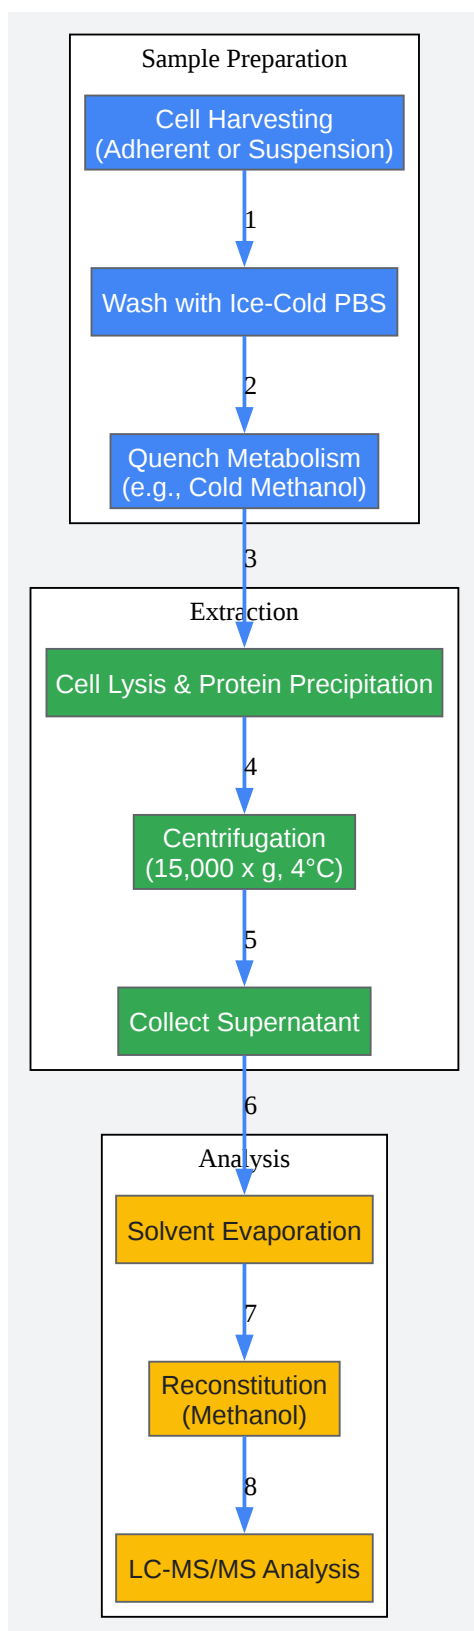 Sample Preparation
Cell Harvesting
(Adherent or Suspension)
1
Wash with Ice-Cold PBS
2
Quench Metabolism
(e.g., Cold Methanol)
3
Extraction
Cell Lysis & Protein Precipitation
4
Centrifugation
(15,000 x g, 4°C)
5
Collect Supernatant
6
Analysis
Solvent Evaporation
7
Reconstitution
(Methanol)
8
LC-MS/MS Analysis